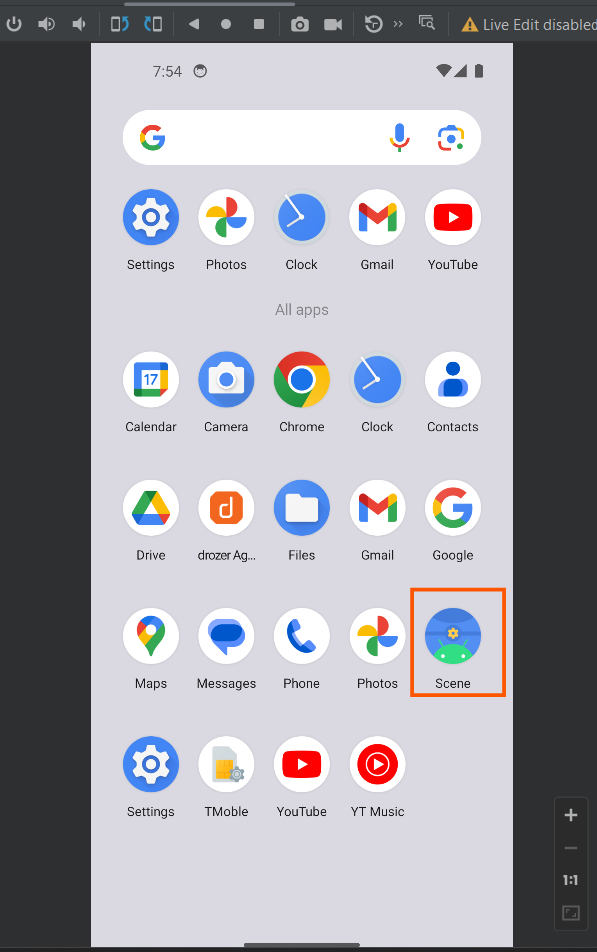 Live Edit disabled
7:54
Settings Photos Clock Gmail YouTube
All apps
17
Calendar Camera Chrome Clock Contacts
Drive drozer Ag... Files Gmail Google
Maps Messages Phone Photos Scene
Settings TMoble YouTube YT Music
1:1